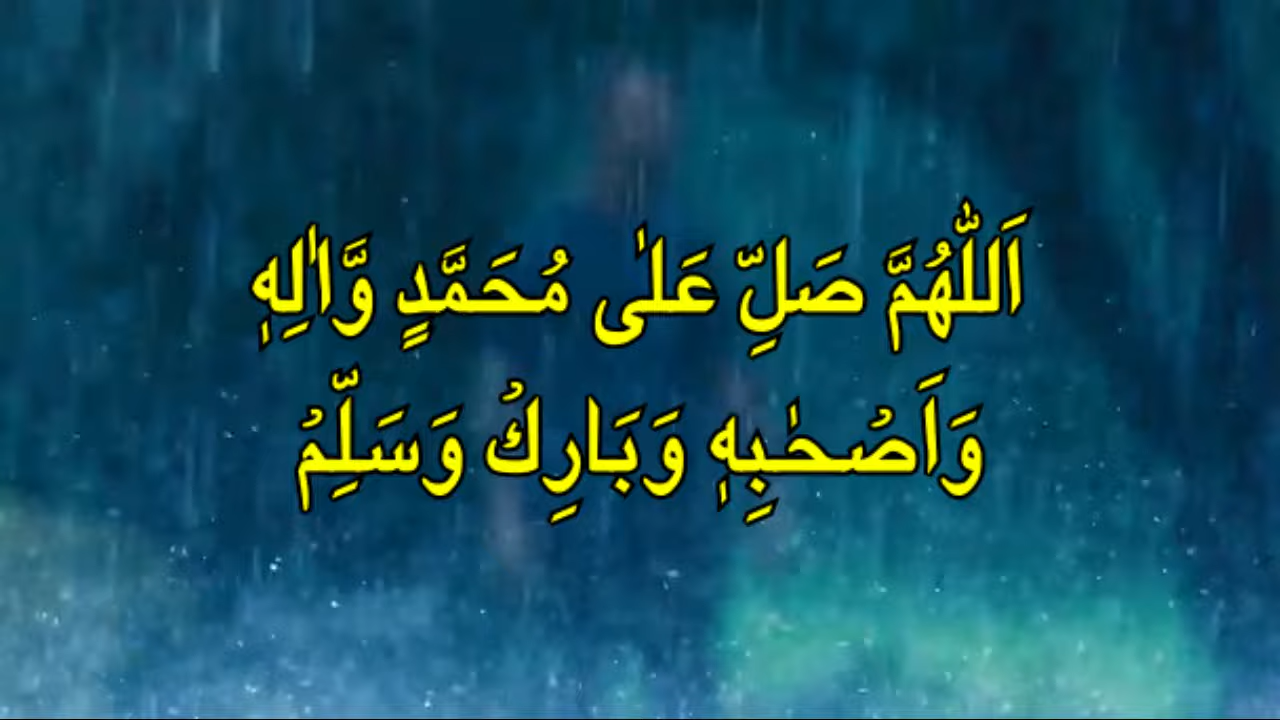 اَللّٰهُمَّ صَلِّ عَلٰى مُحَمَّدٍ وَّاٰلِهٖ
وَاَصْحٰبِهٖ وَبَارِكْ وَسَلِّمْ